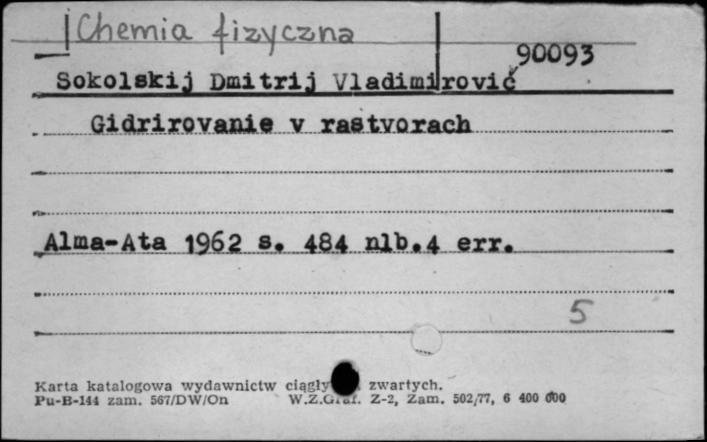 Chemia fizyczna
90093
Sokolskij Dmitrij Vladimirovič
Gidrirovanie v rastvorach
Alma-Ata 1962 s. 484 nlb.4 err.
5
Karta katalogowa wydawnictw zwartych.
Pu-B-144 zam. 567/DW/On W.Z.Graf. Z-2, Zam. 502/77, 6 400 000